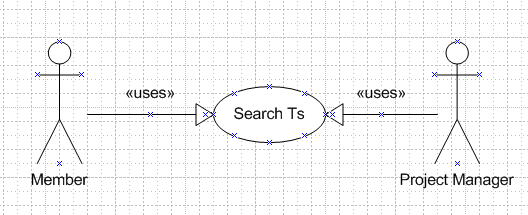 «uses»
«uses»
Search Ts
Member
Project Manager